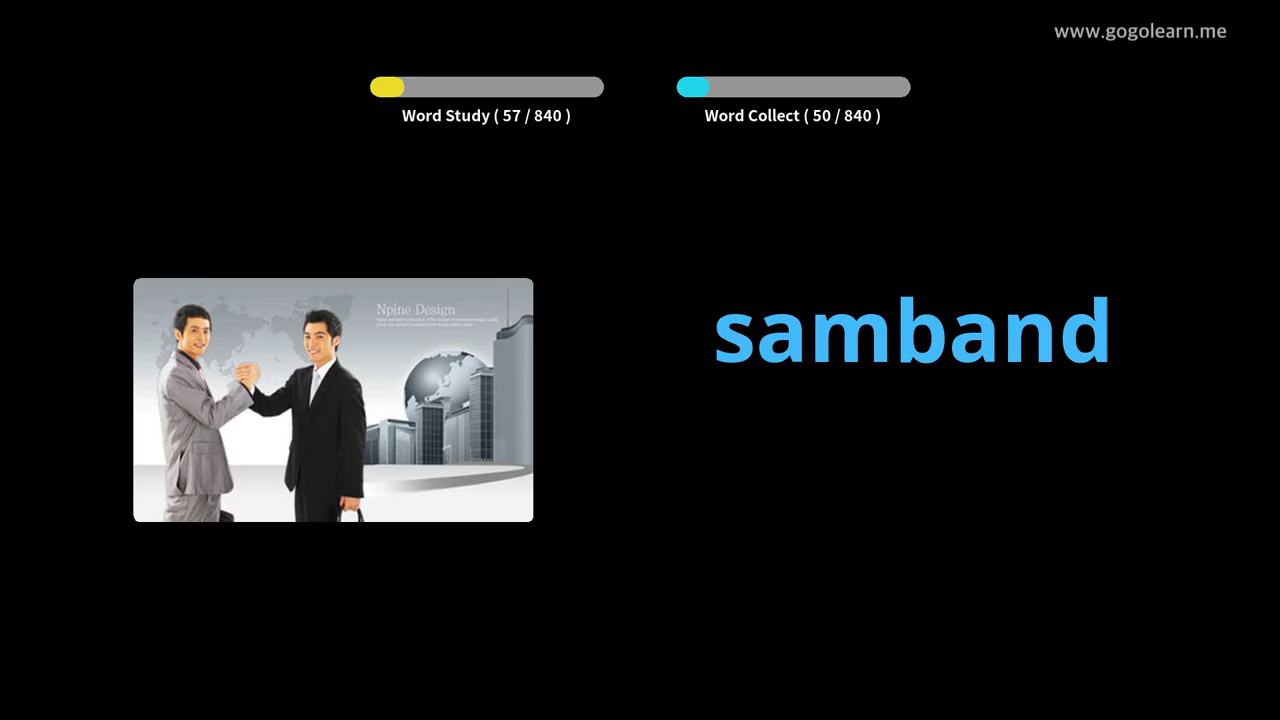 www.gogolearn.me
Word Study ( 57 / 840 )
Word Collect ( 50 / 840 )
Npine Design
samband